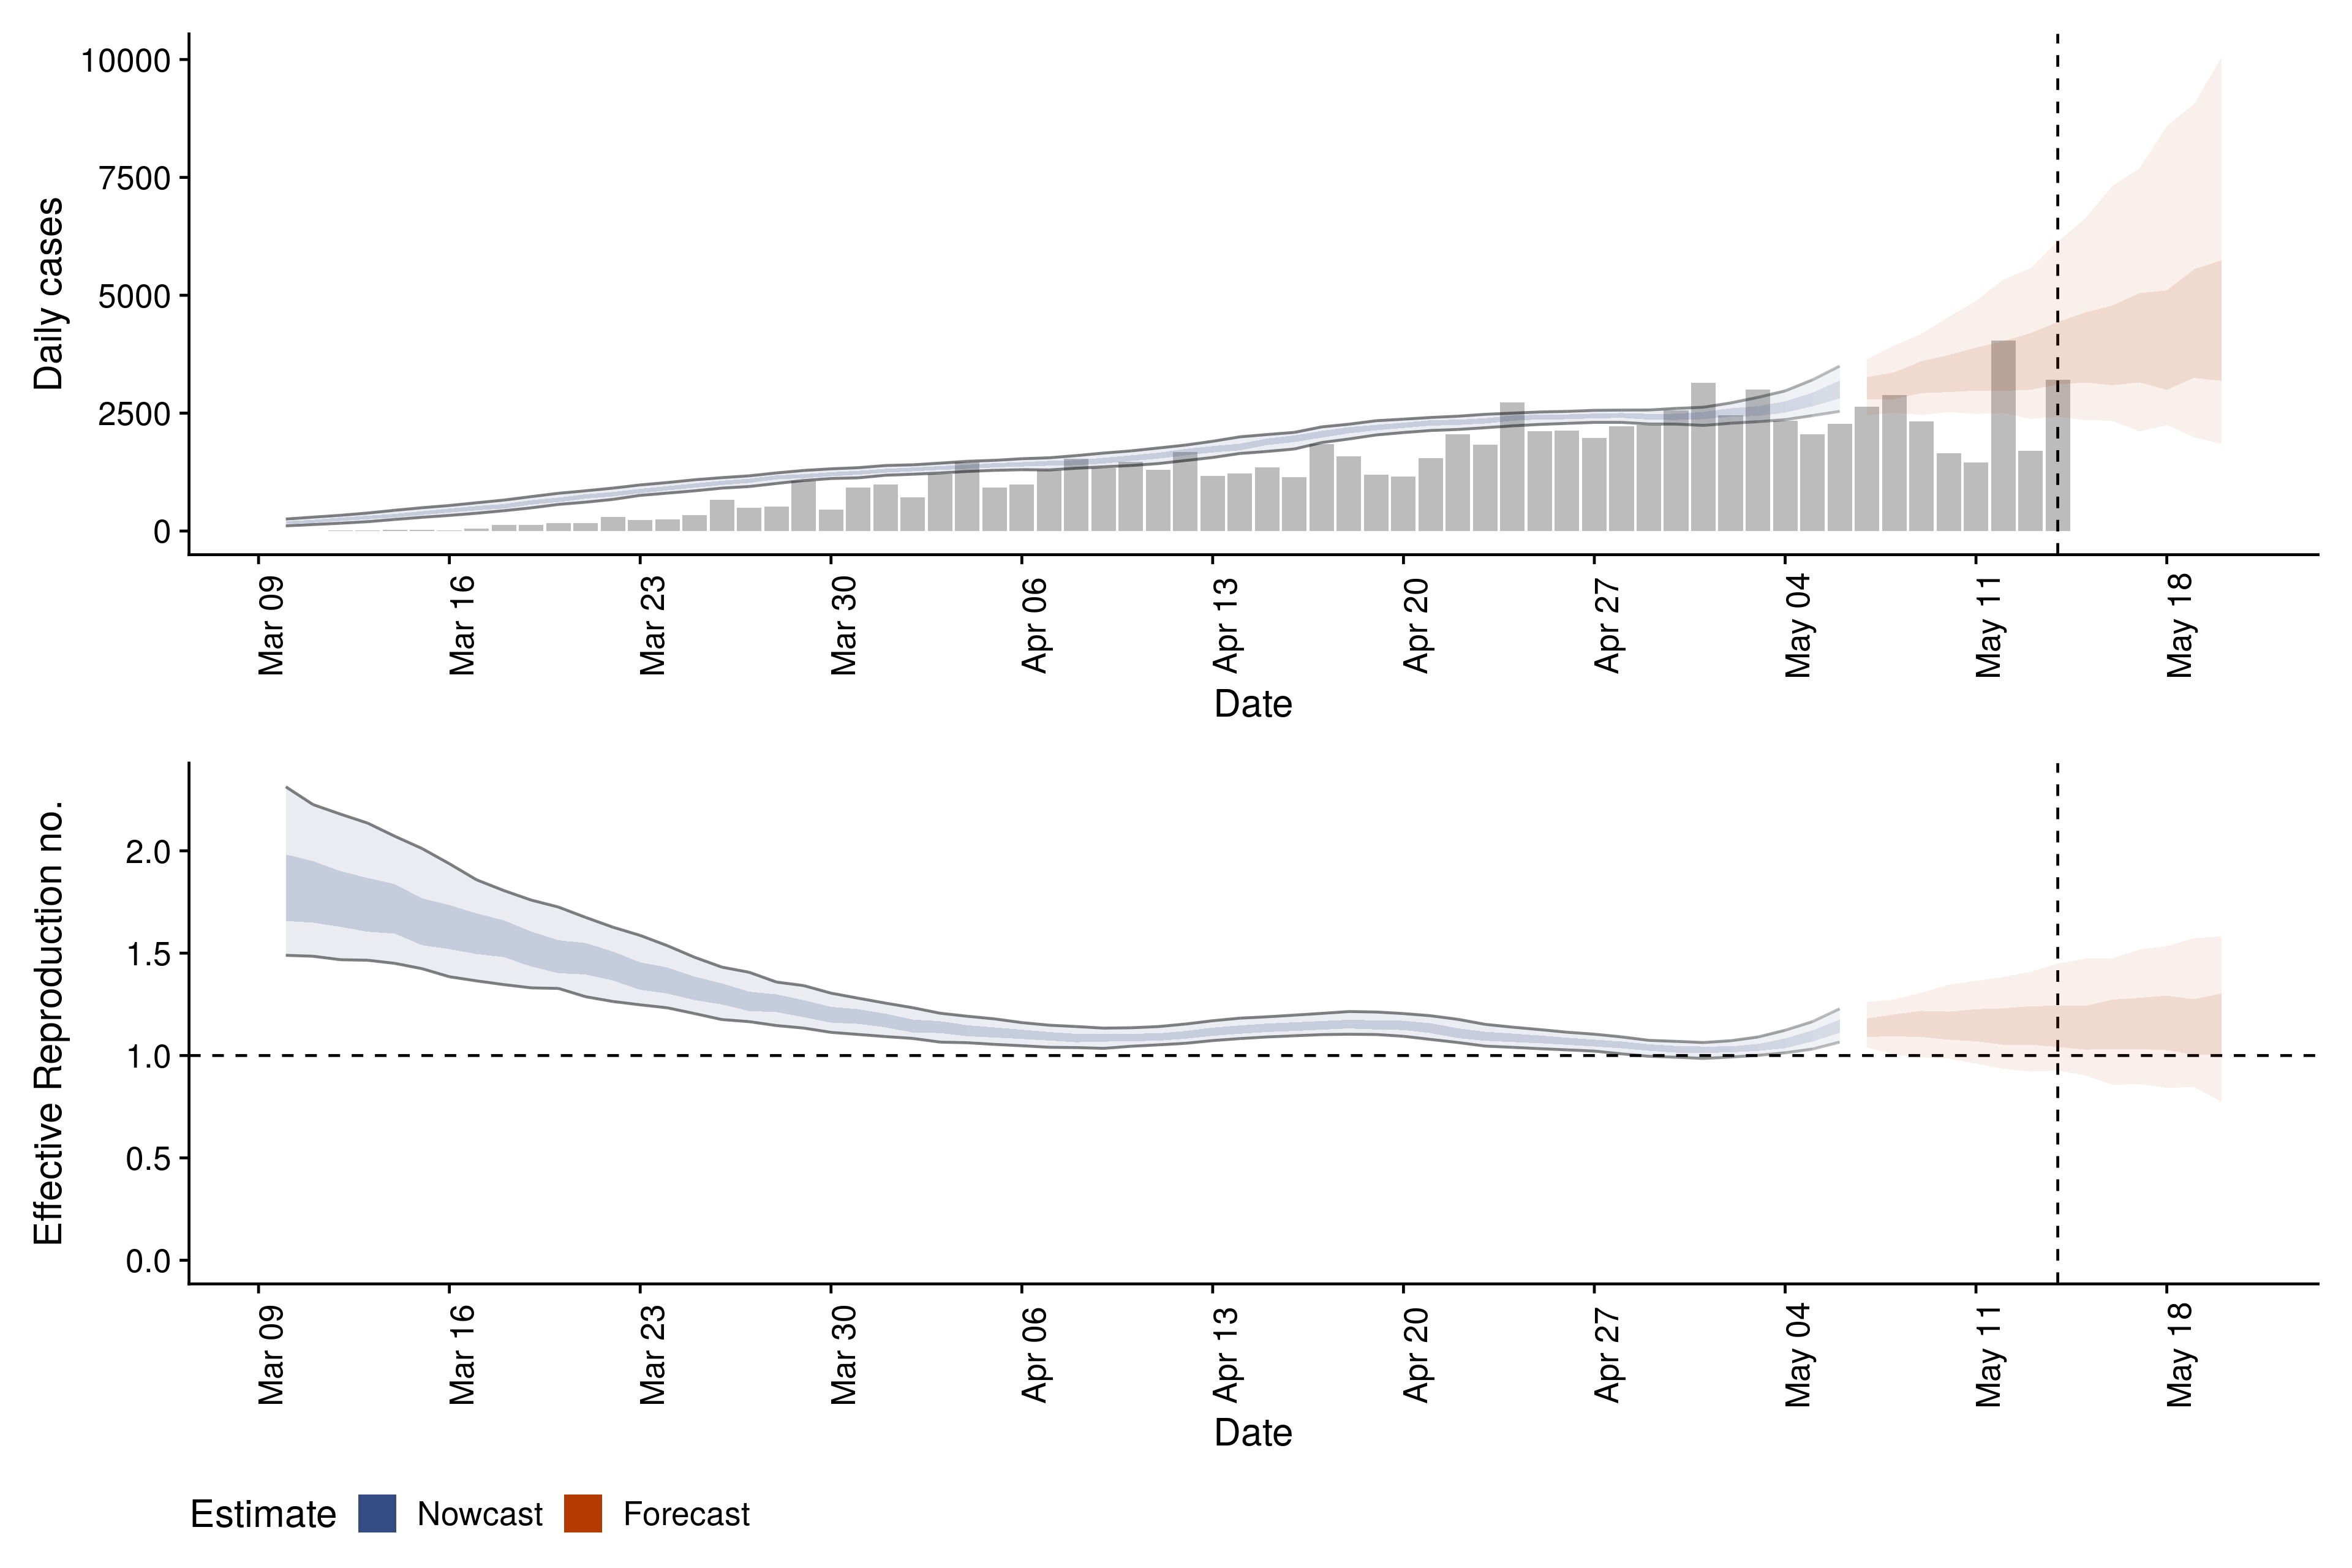 Daily cases
10000
7500
5000
2500
0
Mar 09
Mar 16
Mar 23
Mar 30
Apr 06
Apr 13
Apr 20
Apr 27
May 04
May 11
May 18
Date
Effective Reproduction no.
2.0
1.5
1.0
0.5
0.0
Mar 09
Mar 16
Mar 23
Mar 30
Apr 06
Apr 13
Apr 20
Apr 27
May 04
May 11
May 18
Date
Estimate Nowcast Forecast